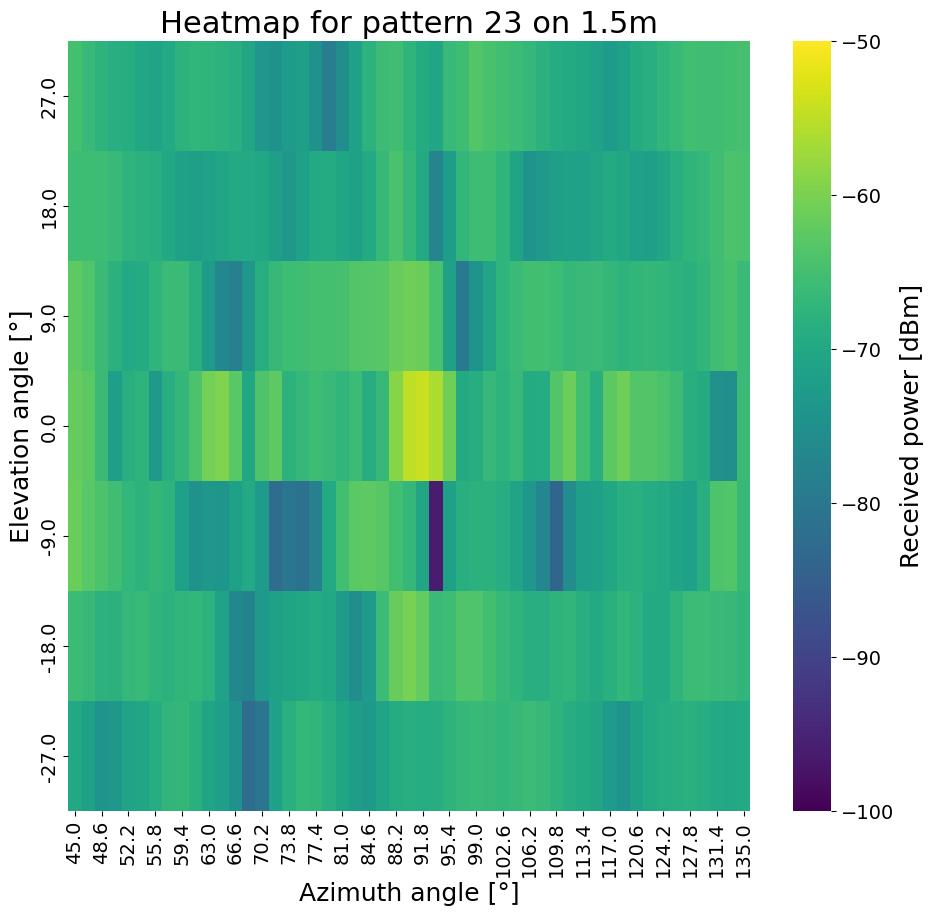 Heatmap for pattern 23 on 1.5m
Elevation angle [°]
27.0
18.0
9.0
0.0
-9.0
-18.0
-27.0
45.0 48.6 52.2 55.8 59.4 63.0 66.6 70.2 73.8 77.4 81.0 84.6 88.2 91.8 95.4 99.0 102.6 106.2 109.8 113.4 117.0 120.6 124.2 127.8 131.4 135.0
Azimuth angle [°]
−50
−60
−70
−80
−90
−100
Received power [dBm]